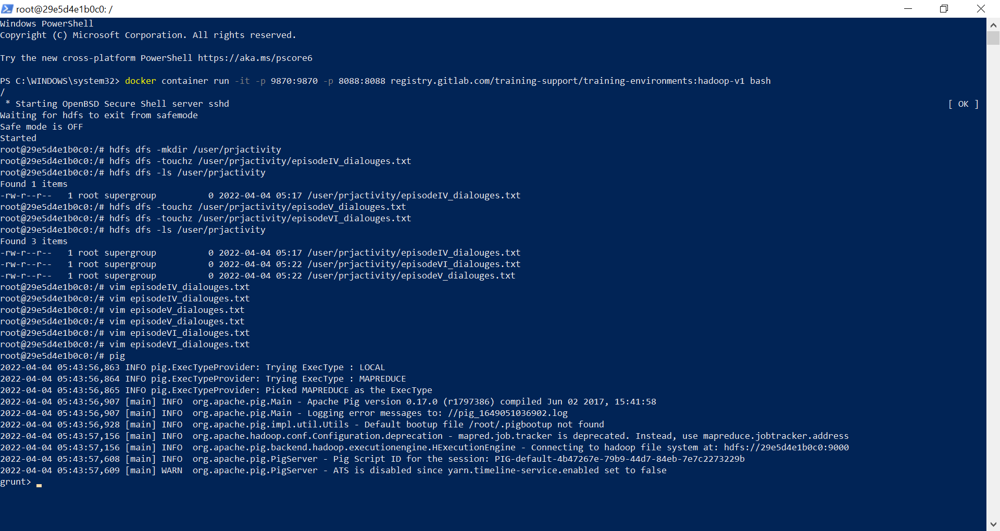 root@29e5d4e1b0c0: /
Windows PowerShell
Copyright (C) Microsoft Corporation. All rights reserved.
Try the new cross-platform PowerShell https://aka.ms/pscore6
PS C:\WINDOWS\system32> docker container run -it -p 9870:9870 -p 8088:8088 registry.gitlab.com/training-support/training-environments:hadoop-v1 bash
/
 * Starting OpenBSD Secure Shell server sshd [ OK ]
Waiting for hdfs to exit from safemode
Safe mode is OFF
Started
root@29e5d4e1b0c0:/# hdfs dfs -mkdir /user/prjactivity
root@29e5d4e1b0c0:/# hdfs dfs -touchz /user/prjactivity/episodeIV_dialouges.txt
root@29e5d4e1b0c0:/# hdfs dfs -ls /user/prjactivity
Found 1 items
-rw-r--r--   1 root supergroup          0 2022-04-04 05:17 /user/prjactivity/episodeIV_dialouges.txt
root@29e5d4e1b0c0:/# hdfs dfs -touchz /user/prjactivity/episodeV_dialouges.txt
root@29e5d4e1b0c0:/# hdfs dfs -touchz /user/prjactivity/episodeVI_dialouges.txt
root@29e5d4e1b0c0:/# hdfs dfs -ls /user/prjactivity
Found 3 items
-rw-r--r--   1 root supergroup          0 2022-04-04 05:17 /user/prjactivity/episodeIV_dialouges.txt
-rw-r--r--   1 root supergroup          0 2022-04-04 05:22 /user/prjactivity/episodeVI_dialouges.txt
-rw-r--r--   1 root supergroup          0 2022-04-04 05:22 /user/prjactivity/episodeV_dialouges.txt
root@29e5d4e1b0c0:/# vim episodeIV_dialouges.txt
root@29e5d4e1b0c0:/# vim episodeIV_dialouges.txt
root@29e5d4e1b0c0:/# vim episodeV_dialouges.txt
root@29e5d4e1b0c0:/# vim episodeV_dialouges.txt
root@29e5d4e1b0c0:/# vim episodeVI_dialouges.txt
root@29e5d4e1b0c0:/# vim episodeVI_dialouges.txt
root@29e5d4e1b0c0:/# pig
2022-04-04 05:43:56,863 INFO pig.ExecTypeProvider: Trying ExecType : LOCAL
2022-04-04 05:43:56,864 INFO pig.ExecTypeProvider: Trying ExecType : MAPREDUCE
2022-04-04 05:43:56,865 INFO pig.ExecTypeProvider: Picked MAPREDUCE as the ExecType
2022-04-04 05:43:56,907 [main] INFO  org.apache.pig.Main - Apache Pig version 0.17.0 (r1797386) compiled Jun 02 2017, 15:41:58
2022-04-04 05:43:56,907 [main] INFO  org.apache.pig.Main - Logging error messages to: //pig_1649051036902.log
2022-04-04 05:43:56,928 [main] INFO  org.apache.pig.impl.util.Utils - Default bootup file /root/.pigbootup not found
2022-04-04 05:43:57,156 [main] INFO  org.apache.hadoop.conf.Configuration.deprecation - mapred.job.tracker is deprecated. Instead, use mapreduce.jobtracker.address
2022-04-04 05:43:57,156 [main] INFO  org.apache.pig.backend.hadoop.executionengine.HExecutionEngine - Connecting to hadoop file system at: hdfs://29e5d4e1b0c0:9000
2022-04-04 05:43:57,608 [main] INFO  org.apache.pig.PigServer - Pig Script ID for the session: PIG-default-4b47267e-79b9-44d7-84eb-7e7c2273229b
2022-04-04 05:43:57,609 [main] WARN  org.apache.pig.PigServer - ATS is disabled since yarn.timeline-service.enabled set to false
grunt>